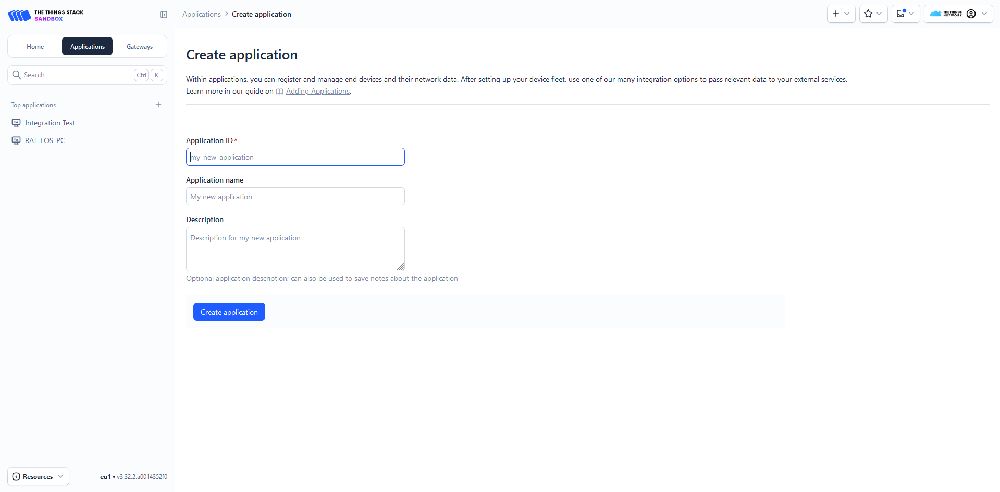 THE THINGS STACK
SANDBOX
Applications
Create application
THE THINGS
NETWORK
Home
Applications
Gateways
Search
Ctrl
K
Top applications
Integration Test
RAT_EOS_PC
Create application
Within applications, you can register and manage end devices and their network data. After setting up your device fleet, use one of our many integration options to pass relevant data to your external services.
Learn more in our guide on Adding Applications.
Application ID*
my-new-application
Application name
My new application
Description
Description for my new application
Optional application description; can also be used to save notes about the application
Create application
Resources
eu1 • v3.32.2.a0014352f0